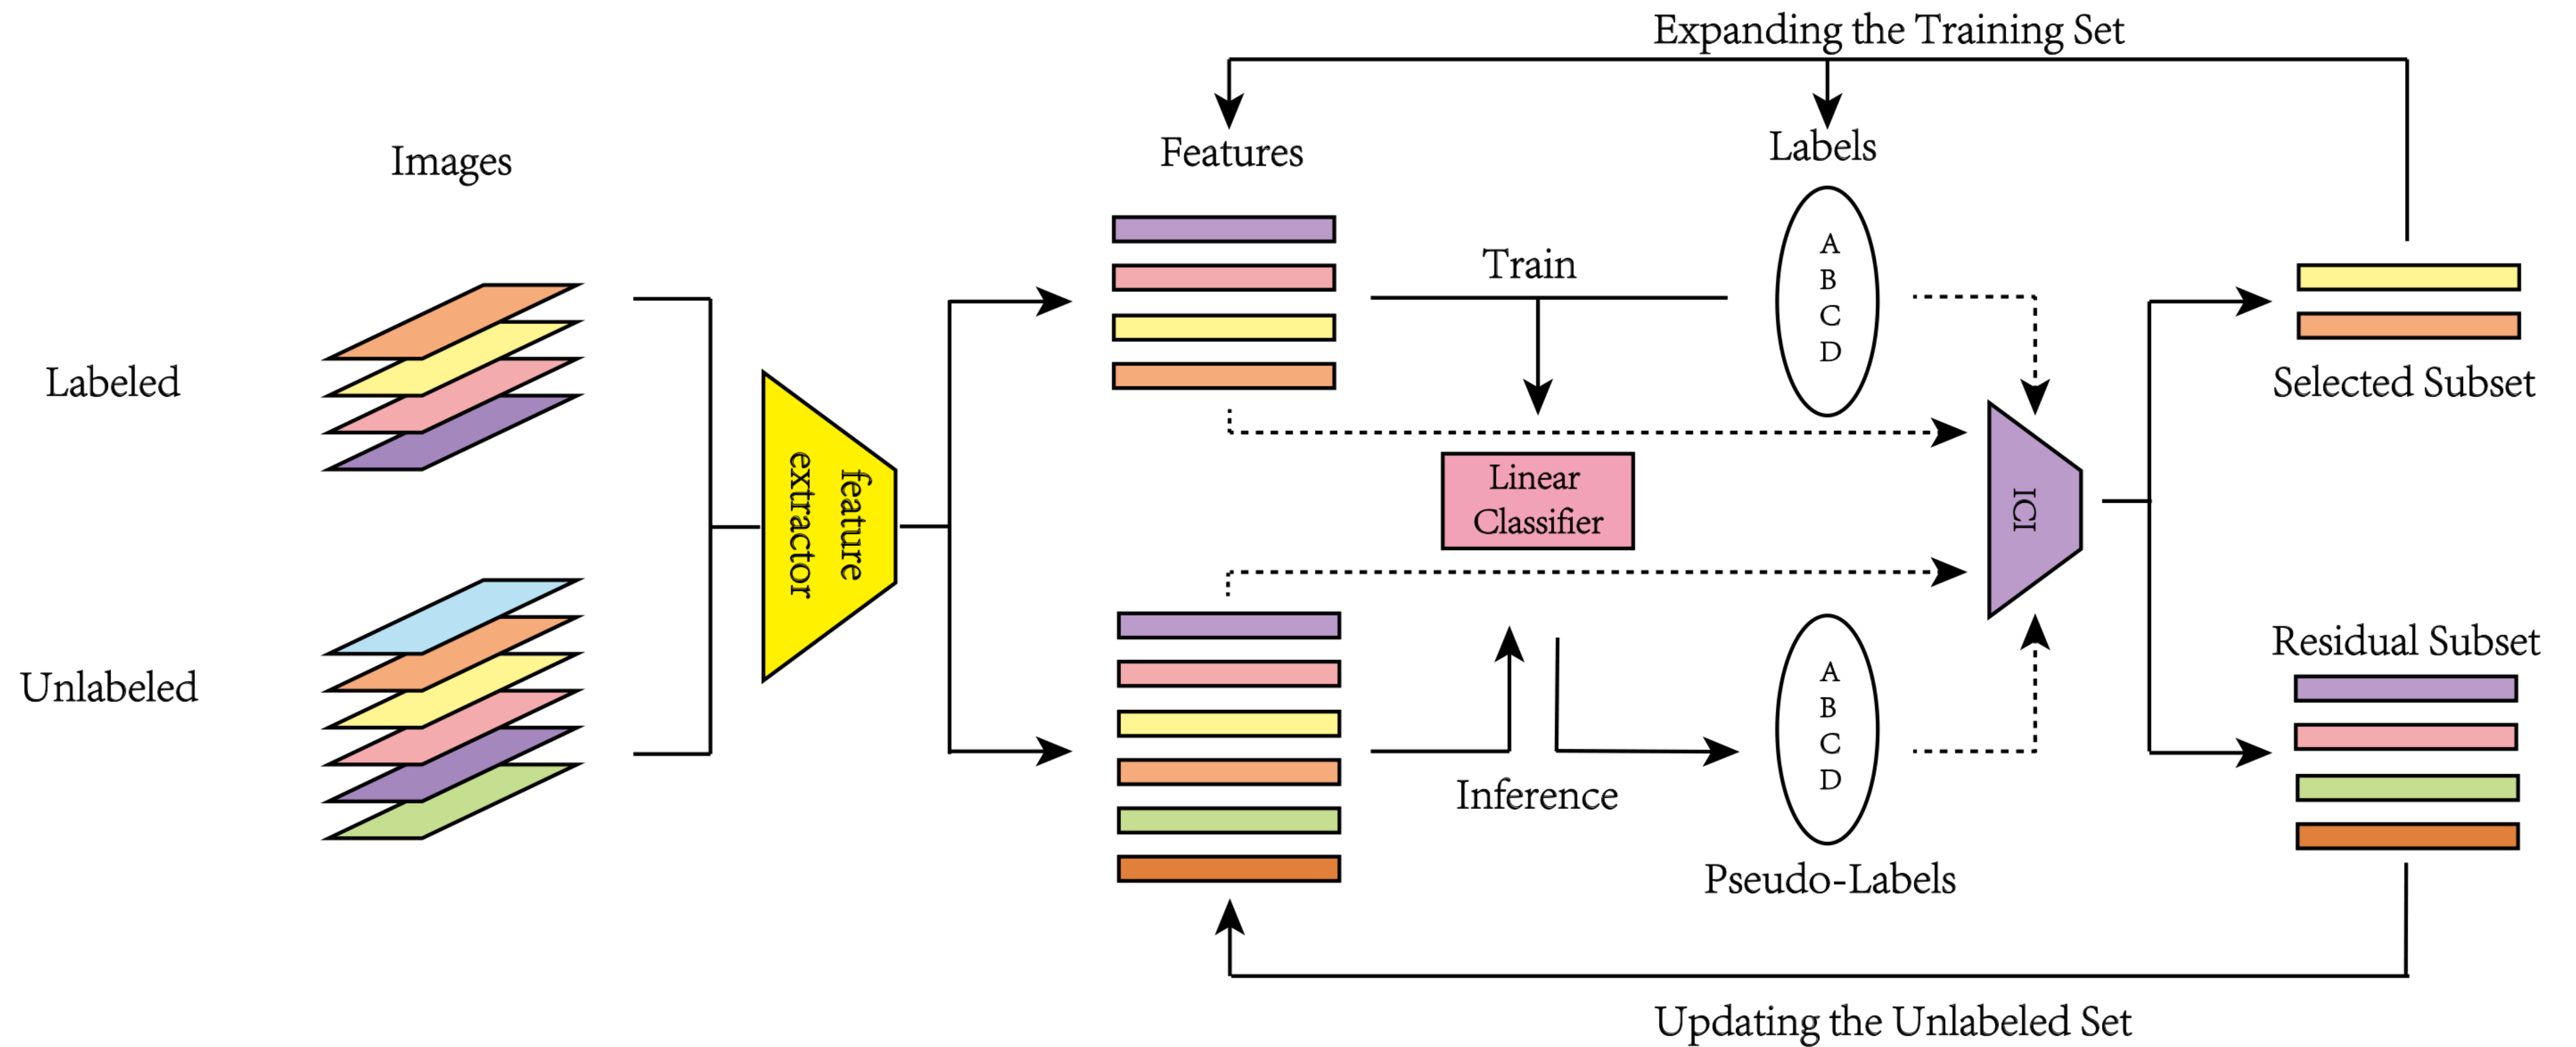 Expanding the Training Set
Images
Features
Labels
Labeled
Train
A
B
C
D
Selected Subset
feature
extractor
Linear
Classifier
ICI
Unlabeled
Inference
A
B
C
D
Pseudo-Labels
Residual Subset
Updating the Unlabeled Set